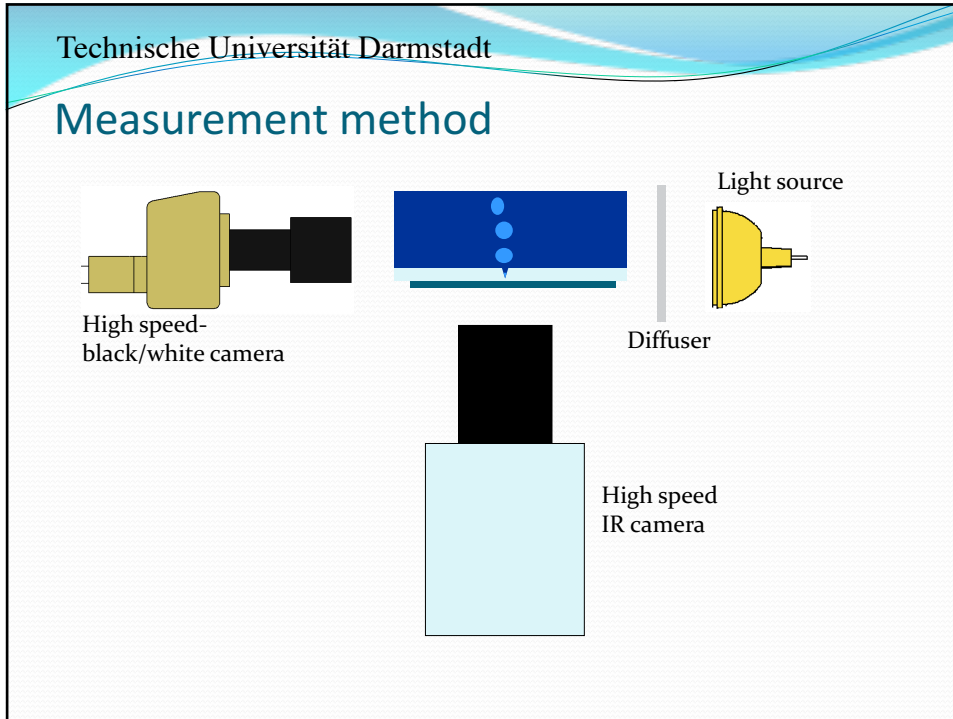 Technische Universität Darmstadt
Measurement method
Light source
High speed-
black/white camera
Diffuser
High speed
IR camera